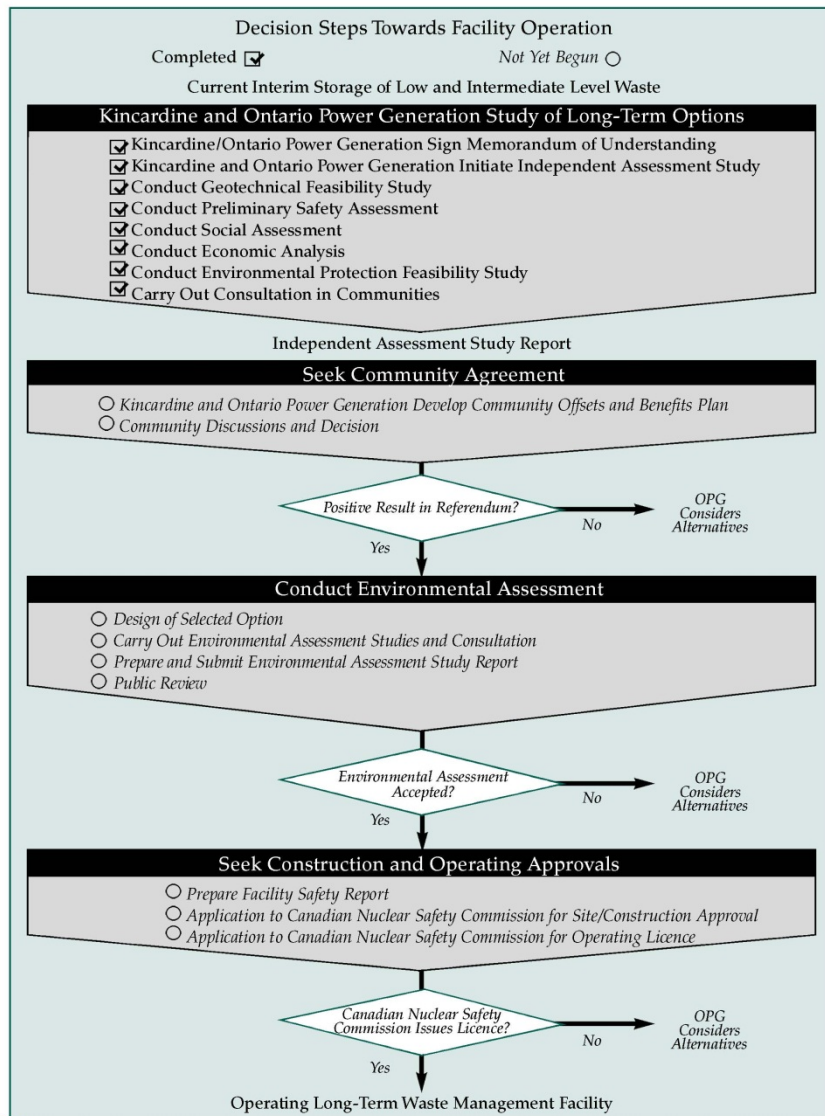 Decision Steps Towards Facility Operation
Completed
Not Yet Begun
Current Interim Storage of Low and Intermediate Level Waste
Kincardine and Ontario Power Generation Study of Long-Term Options
Kincardine/Ontario Power Generation Sign Memorandum of Understanding
Kincardine and Ontario Power Generation Initiate Independent Assessment Study
Conduct Geotechnical Feasibility Study
Conduct Preliminary Safety Assessment
Conduct Social Assessment
Conduct Economic Analysis
Conduct Environmental Protection Feasibility Study
Carry Out Consultation in Communities
Independent Assessment Study Report
Seek Community Agreement
Kincardine and Ontario Power Generation Develop Community Offsets and Benefits Plan
Community Discussions and Decision
Positive Result in Referendum?
No
OPG
Considers
Alternatives
Yes
Conduct Environmental Assessment
Design of Selected Option
Carry Out Environmental Assessment Studies and Consultation
Prepare and Submit Environmental Assessment Study Report
Public Review
Environmental Assessment
Accepted?
No
OPG
Considers
Alternatives
Yes
Seek Construction and Operating Approvals
Prepare Facility Safety Report
Application to Canadian Nuclear Safety Commission for Site/Construction Approval
Application to Canadian Nuclear Safety Commission for Operating Licence
Canadian Nuclear Safety
Commission Issues Licence?
No
OPG
Considers
Alternatives
Yes
Operating Long-Term Waste Management Facility